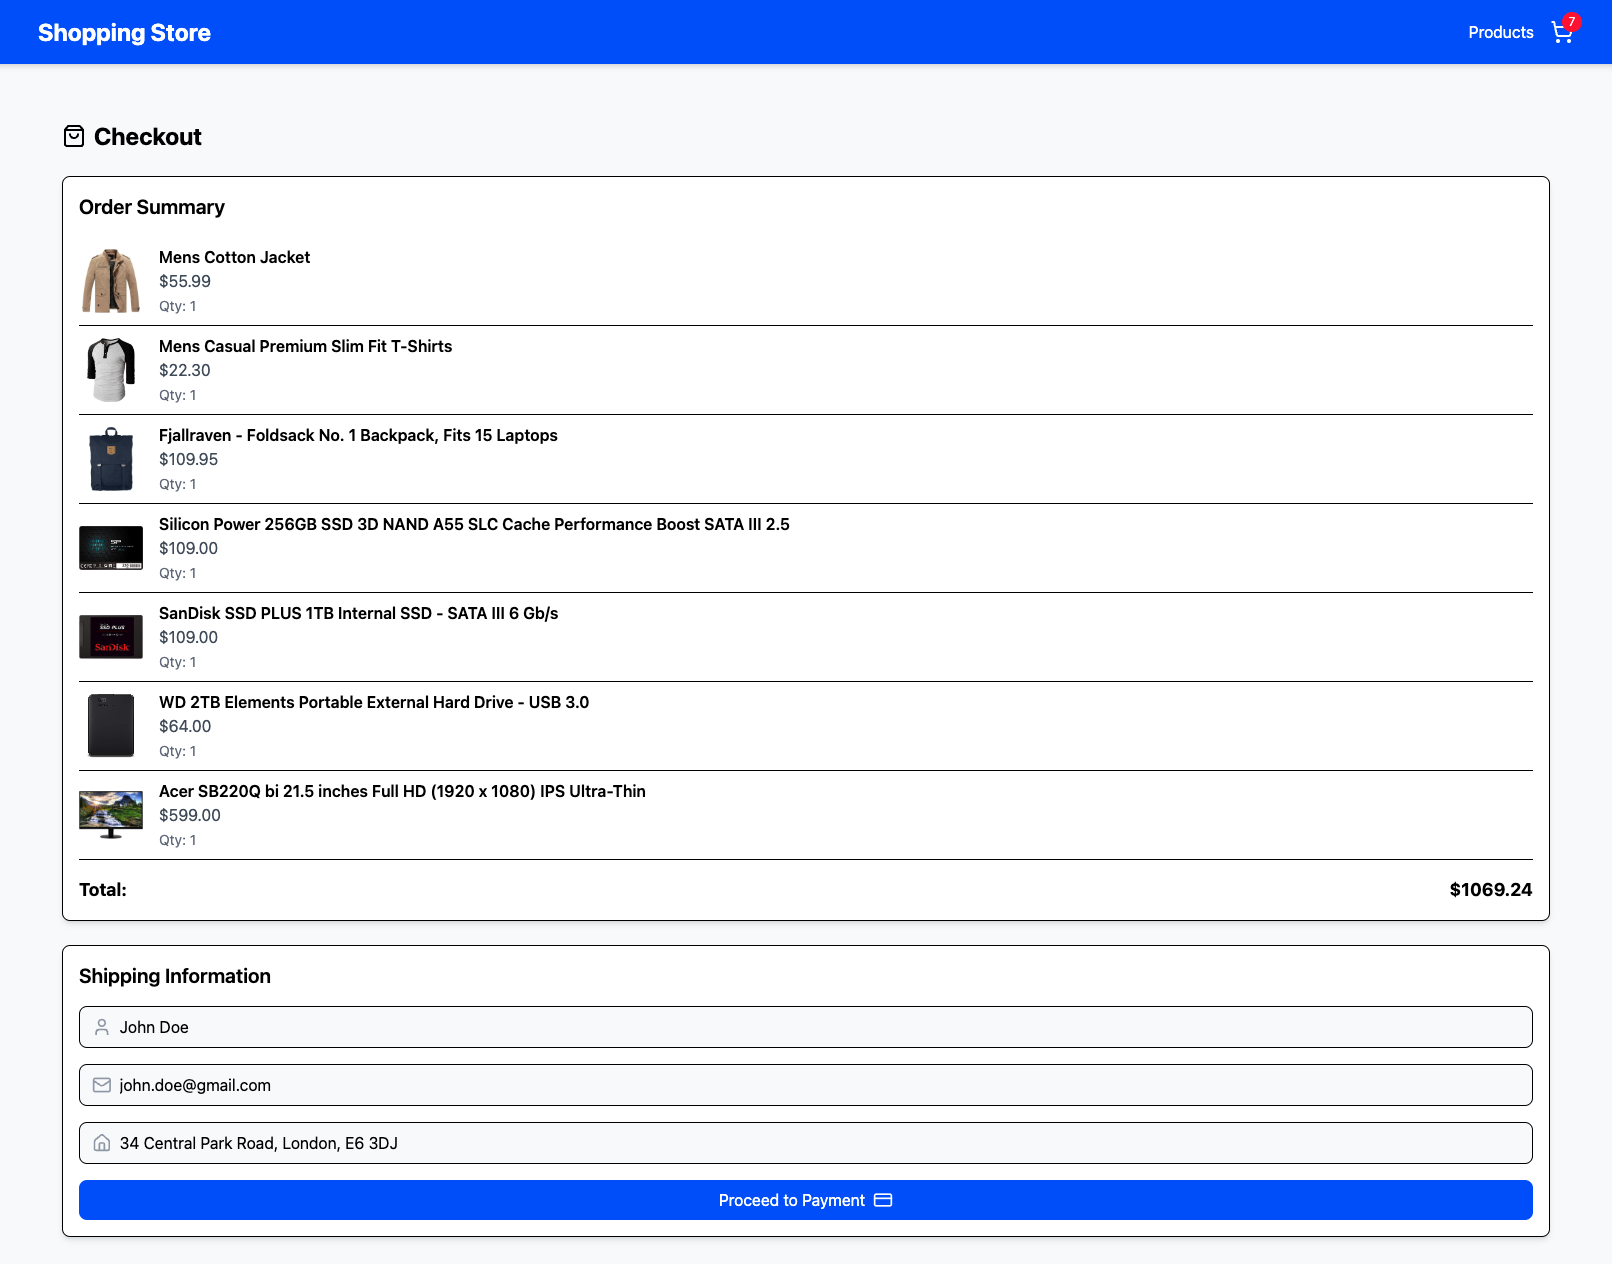 Shopping Store
Products
7
Checkout
Order Summary
Mens Cotton Jacket
$55.99
Qty: 1
Mens Casual Premium Slim Fit T-Shirts
$22.30
Qty: 1
Fjallraven - Foldsack No. 1 Backpack, Fits 15 Laptops
$109.95
Qty: 1
Silicon Power 256GB SSD 3D NAND A55 SLC Cache Performance Boost SATA III 2.5
$109.00
Qty: 1
SSD PLUS
SanDisk
SanDisk SSD PLUS 1TB Internal SSD - SATA III 6 Gb/s
$109.00
Qty: 1
WD 2TB Elements Portable External Hard Drive - USB 3.0
$64.00
Qty: 1
Acer SB220Q bi 21.5 inches Full HD (1920 x 1080) IPS Ultra-Thin
$599.00
Qty: 1
Total: $1069.24
Shipping Information
John Doe
john.doe@gmail.com
34 Central Park Road, London, E6 3DJ
Proceed to Payment